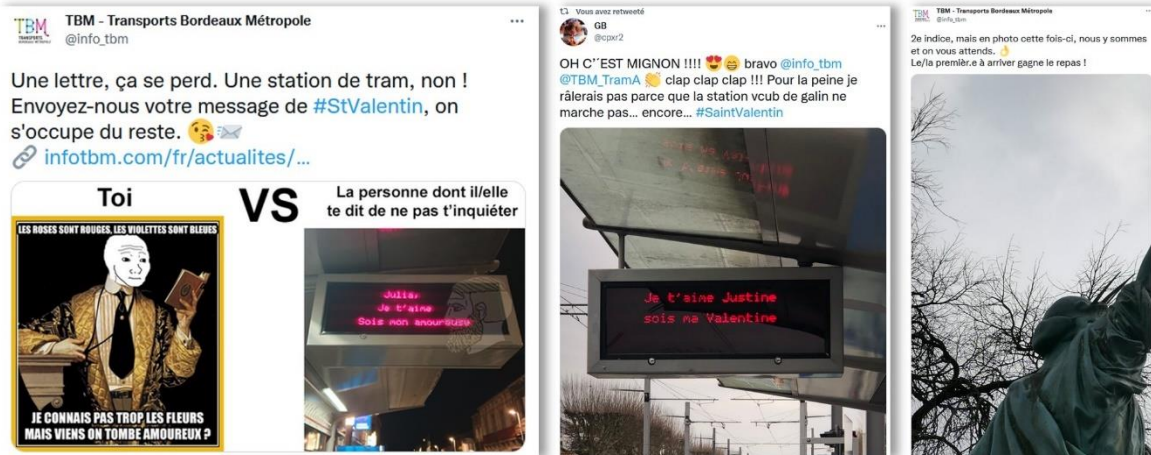 TBM - Transports Bordeaux Métropole
@info_tbm
Une lettre, ça se perd. Une station de tram, non !
Envoyez-nous votre message de #StValentin, on
s'occupe du reste. 😘💌
🔗 infotbm.com/fr/actualites/...
Toi
VS
La personne dont il/elle
te dit de ne pas t'inquiéter
LES ROSES SONT ROUGES, LES VIOLETTES SONT BLEUES
JE CONNAIS PAS TROP LES FLEURS
MAIS VIENS ON TOMBE AMOUREUX ?
Julia,
Je t'aime
Sois mon amoureuse
Vous avez retweeté
GB
@cpxr2
OH C''EST MIGNON !!!! 😍😄 bravo @info_tbm
@TBM_TramA 👏 clap clap clap !!! Pour la peine je
râlerais pas parce que la station vcub de galin ne
marche pas... encore... #SaintValentin
Je t'aime Justine
sois ma Valentine
TBM - Transports Bordeaux Métropole
@info_tbm
2e indice, mais en photo cette fois-ci, nous y sommes
et on vous attends. 👌
Le/la premièr.e à arriver gagne le repas !